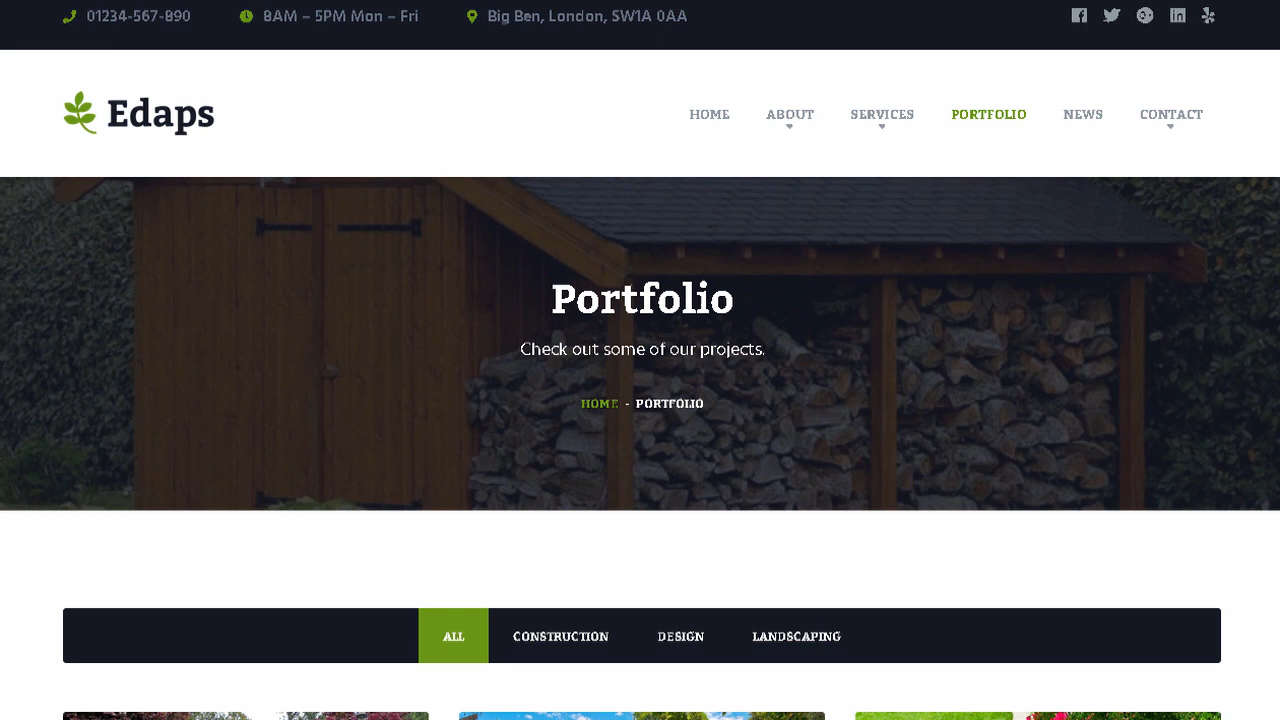 01234-567-890
8AM – 5PM Mon – Fri
Big Ben, London, SW1A 0AA
Edaps
HOME
ABOUT
SERVICES
PORTFOLIO
NEWS
CONTACT
Portfolio
Check out some of our projects.
HOME - PORTFOLIO
ALL
CONSTRUCTION
DESIGN
LANDSCAPING